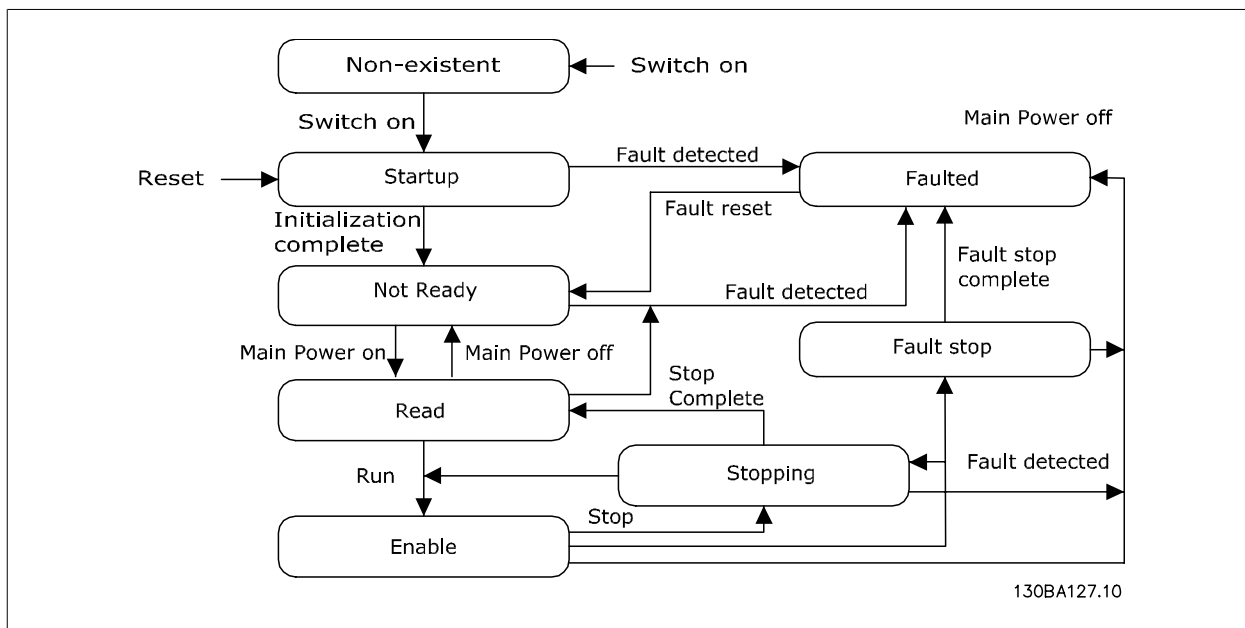 Non-existent
Switch on
Switch on
Main Power off
Reset
Startup
Fault detected
Faulted
Initialization
complete
Fault reset
Fault stop
complete
Not Ready
Fault detected
Main Power on
Main Power off
Fault stop
Stop
Complete
Read
Run
Stopping
Fault detected
Stop
Enable
130BA127.10